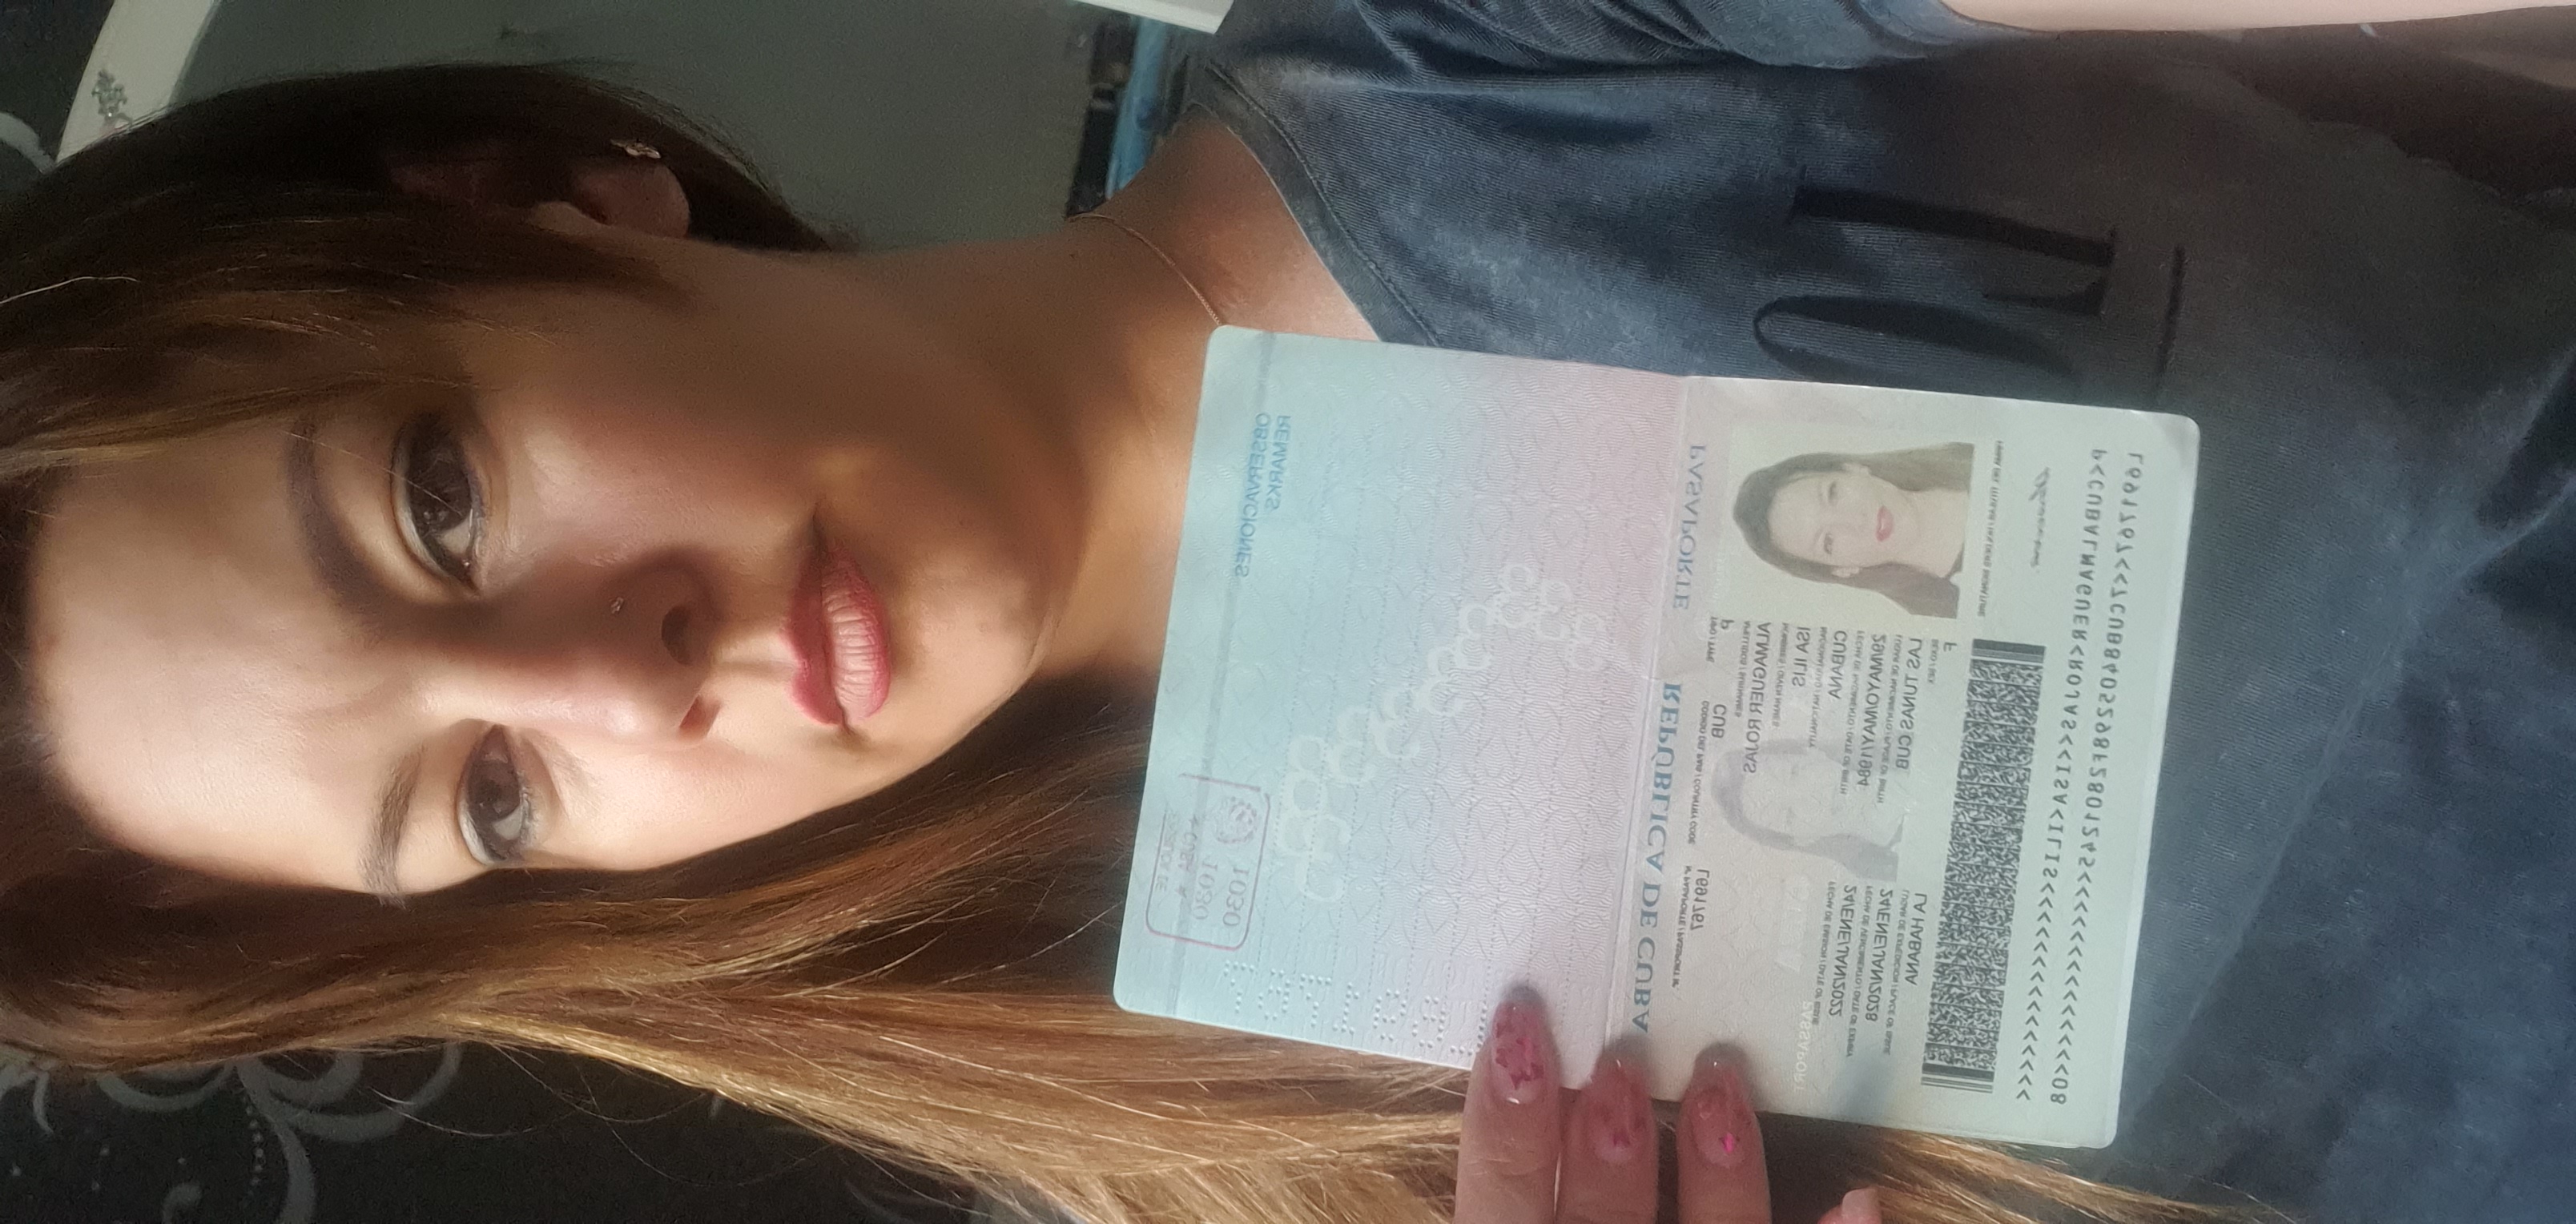 REPÚBLICA DE
CUBA
1030
1030
OBSERVACIONES
REMARKS
PASAPORTE
REPÚBLICA DE CUBA
TIPO / TYPE
P
CODIGO DEL PAIS / COUNTRY CODE
CUB
Nº PASAPORTE / PASSPORT Nº
L691767
APELLIDOS / SURNAMES
ALMAGUER ROJAS
NOMBRES / GIVEN NAMES
ISA ILIS
NACIONALIDAD / NATIONALITY
CUBANA
FECHA DE NACIMIENTO / DATE OF BIRTH
29/MAYO/MAY/1984
LUGAR DE NACIMIENTO / PLACE OF BIRTH
LAS TUNAS CUB
SEXO / SEX
F
PASSAPORT
FECHA DE EMISION / DATE OF ISSUE
24/ENE/JAN/2022
FECHA DE VENCIMIENTO / DATE OF EXPIRY
24/ENE/JAN/2028
LUGAR DE EXPEDICION / PLACE OF ISSUE
LA HABANA
FIRMA DEL TITULAR / HOLDERS SIGNATURE
P<CUBALMAGUER<ROJAS<<ISA<ILIS<<<<<<<<<<<<<<<
L691767<<7CUB8405298F2801245<<<<<<<<<<<<<<08